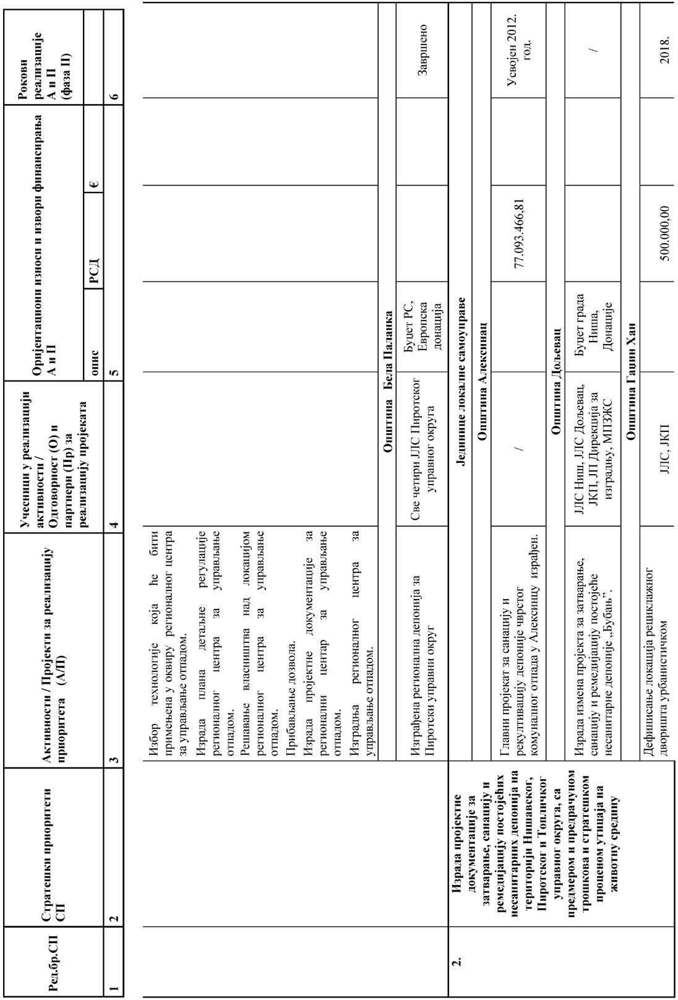 Ред.бр.СП
Стратешки приоритети
СП
Активности / Пројекти за реализацију
приоритета (А/П)
Учесници у реализацији
активности /
Одговорност (О) и
партнери (Пр) за
реализацију пројеката
Оријентациони износи и извори финансирања
А и П
опис
РСД
€
Рокови
реализације
А и П
(фаза II)
1
2
3
4
5
6
Избор технологије која ће бити
примењена у оквиру регионалног центра
за управљање отпадом.
Израда плана детаљне регулације
регионалног центра за управљање
отпадом.
Решавање власништва над локацијом
регионалног центра за управљање
отпадом.
Прибављање дозвола.
Израда пројектне документације за
регионални центар за управљање
отпадом.
Изградња регионалног центра за
управљање отпадом.
Општина Бела Паланка
Изграђена регионална депонија за
Пиротски управни округ
Све четири ЈЛС Пиротског
управног округа
Буџет РС,
Европска
донација
Завршено
2.
Израда пројектне
документације за
затварање, санацију и
ремедијацију постојећих
несанитарних депонија на
територији Нишавског,
Пиротског и Топличког
управног округа, са
предмером и предрачуном
трошкова и стратешком
проценом утицаја на
животну средину
Јединице локалне самоуправе
Општина Алексинац
Главни пројекат за санацију и
рекултивацију депоније чврстог
комуналног отпада у Алексинцу израђен.
/
77.093.466,81
Усвојен 2012.
год.
Општина Дољевац
Израда измена пројекта за затварање,
санацију и ремедијацију постојеће
несанитарне депоније „Бубањ”.
ЈЛС Ниш, ЈЛС Дољевац,
ЈКП, ЈП Дирекција за
изградњу, МПЗЖС
Буџет града
Ниша,
Донације
/
Општина Гаџин Хан
Дефинисање локација рециклажног
дворишта урбанистичком
ЈЛС, ЈКП
500.000,00
2018.